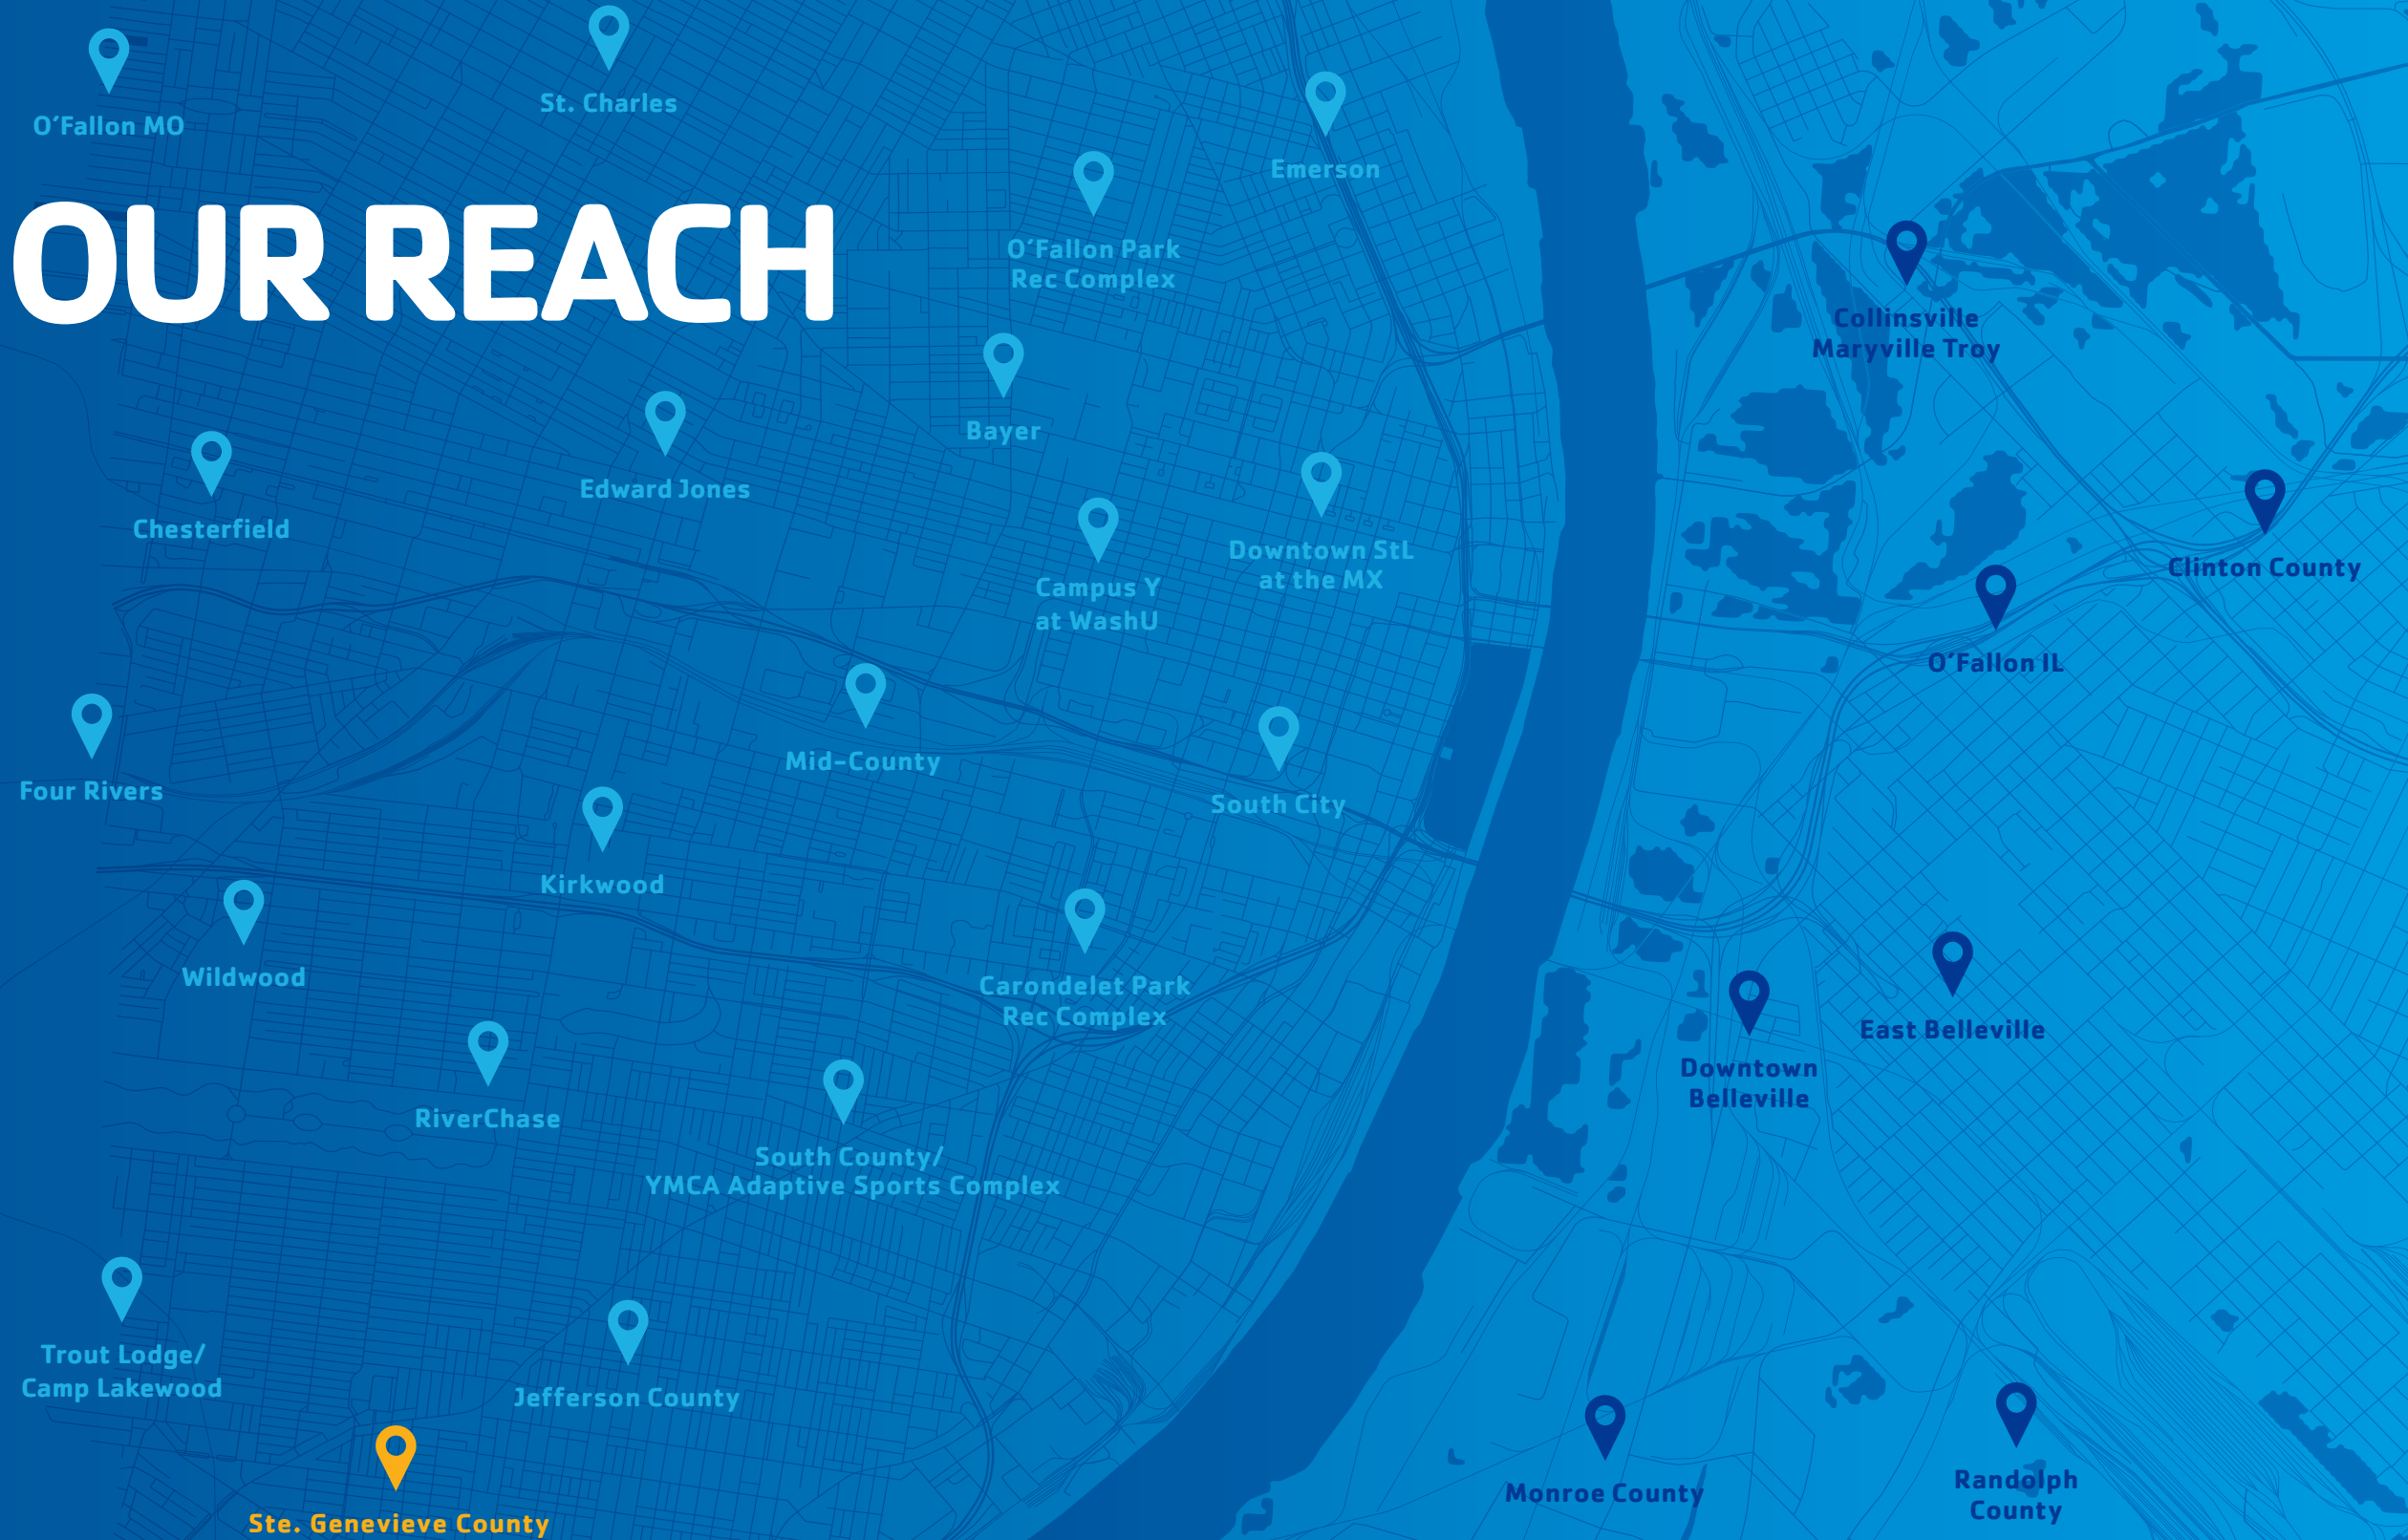 O'Fallon MO
St. Charles
Emerson
OUR REACH
O'Fallon Park
Rec Complex
Collinsville
Maryville Troy
Bayer
Edward Jones
Chesterfield
Downtown StL
at the MX
Campus Y
at WashU
Clinton County
O'Fallon IL
Four Rivers
Mid-County
South City
Kirkwood
Wildwood
Carondelet Park
Rec Complex
East Belleville
Downtown
Belleville
RiverChase
South County/
YMCA Adaptive Sports Complex
Trout Lodge/
Camp Lakewood
Jefferson County
Monroe County
Randolph
County
Ste. Genevieve County